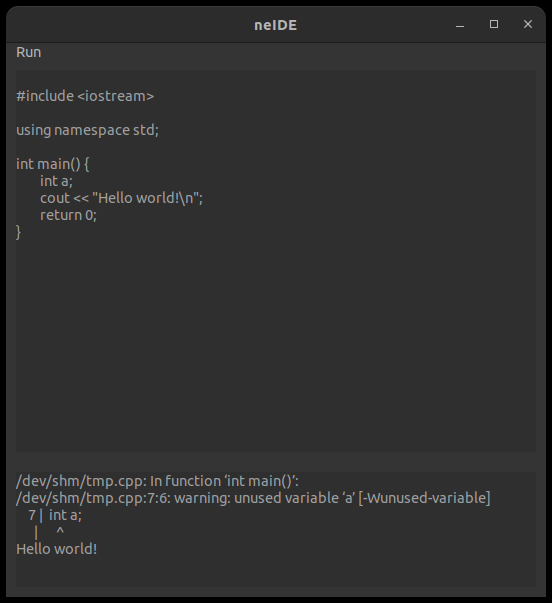 neIDE
Run
#include <iostream>
using namespace std;
int main() {
int a;
cout << "Hello world!\n";
return 0;
}
/dev/shm/tmp.cpp: In function ‘int main()’:
/dev/shm/tmp.cpp:7:6: warning: unused variable ‘a’ [-Wunused-variable]
7 | int a;
| ^
Hello world!